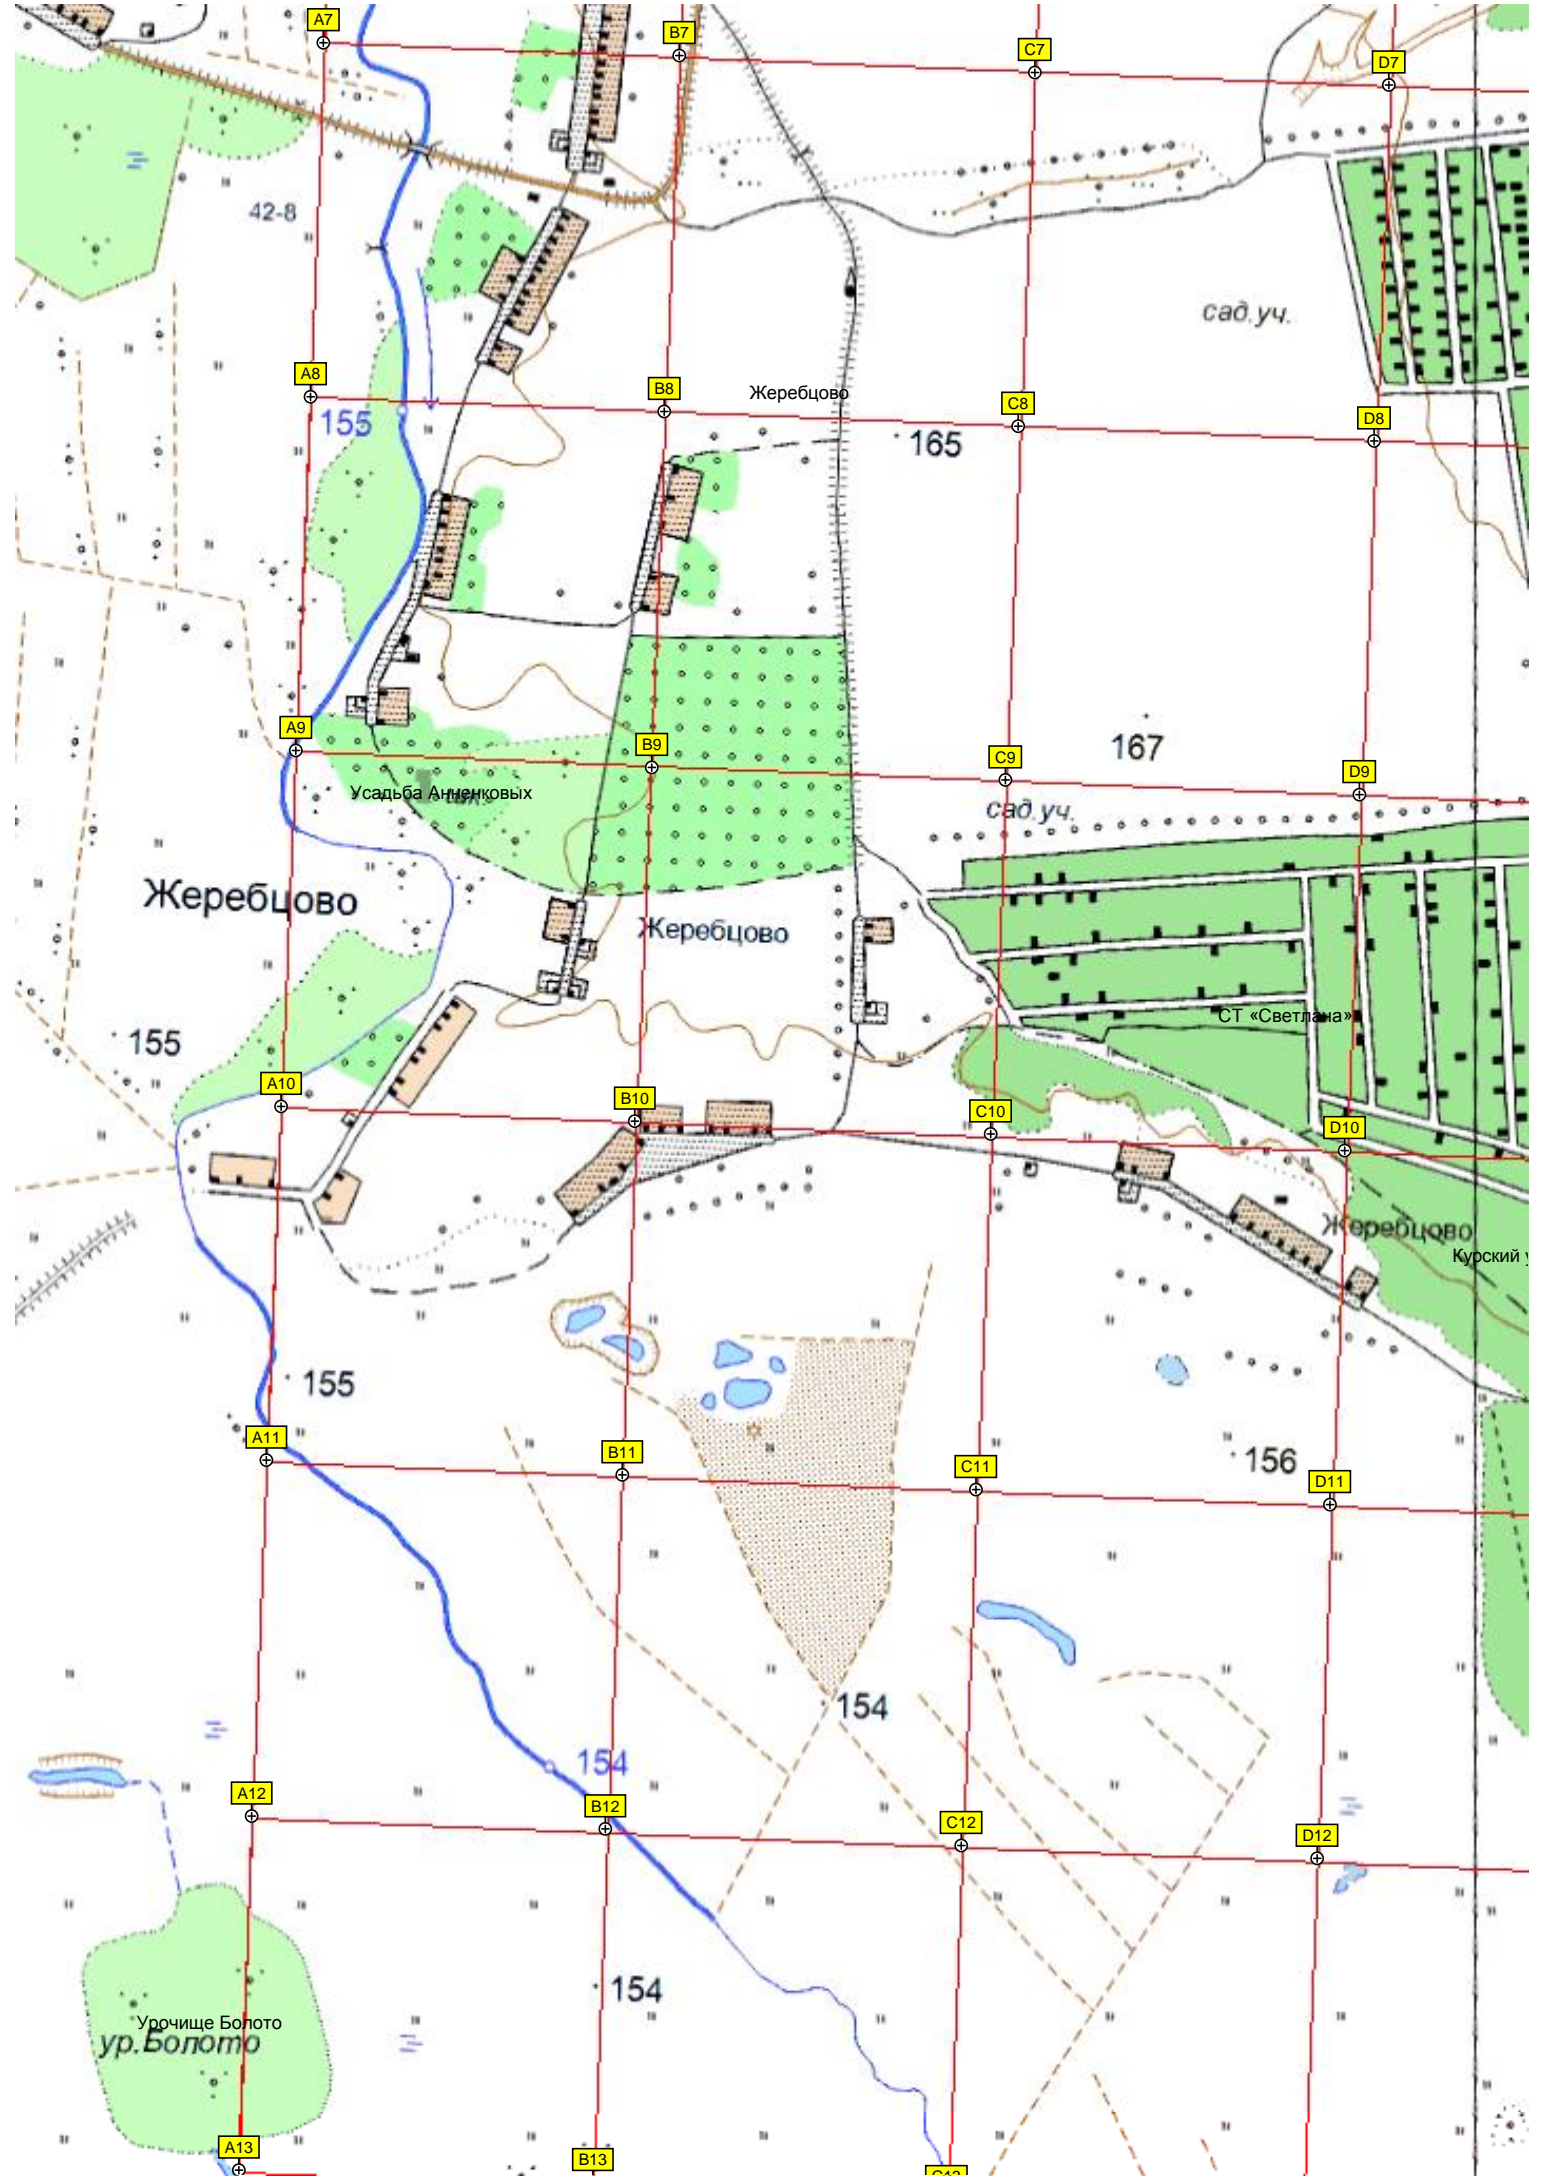 A7
B7
C7
D7
42-8
сад.уч.
A8
B8
Жеребцово
C8
D8
155
165
A9
B9
C9
167
D9
Усадьба Анненковых
сад.уч.
Жеребцово
Жеребцово
СТ «Светлана»
155
A10
B10
C10
D10
Жеребцово
Курский
155
A11
B11
C11
156
D11
154
154
A12
B12
C12
D12
154
Урочище Болото
ур.Болото
A13
B13
C13